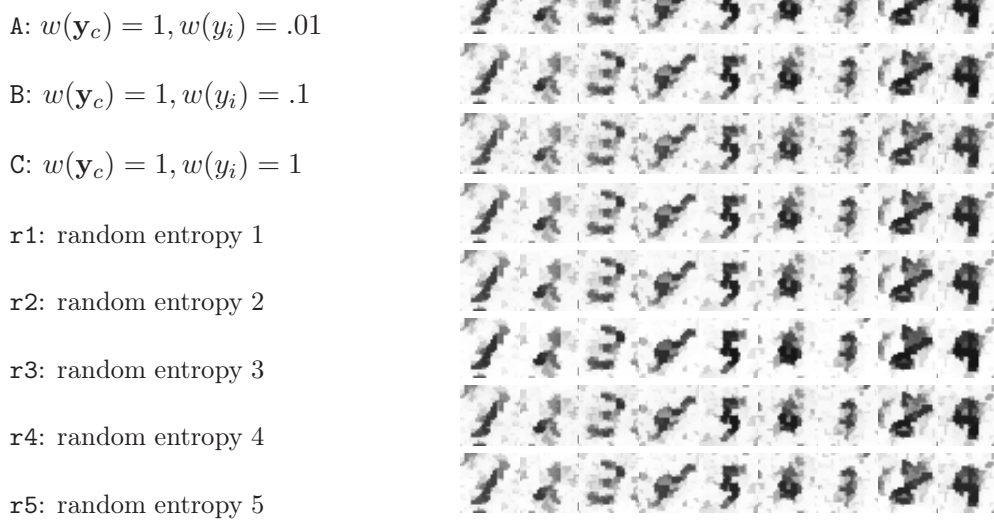 A: w(y_c) = 1, w(y_i) = .01
B: w(y_c) = 1, w(y_i) = .1
C: w(y_c) = 1, w(y_i) = 1
r1: random entropy 1
r2: random entropy 2
r3: random entropy 3
r4: random entropy 4
r5: random entropy 5